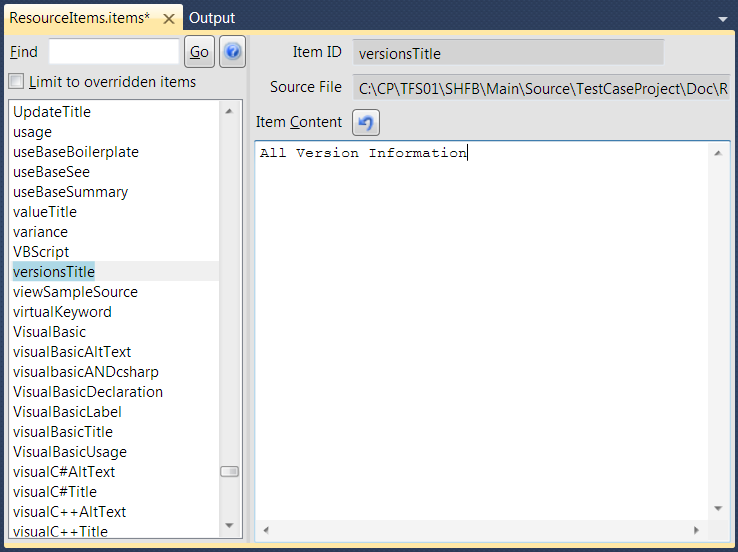 ResourceItems.items*
Output
Find
Go
Limit to overridden items
UpdateTitle
usage
useBaseBoilerplate
useBaseSee
useBaseSummary
valueTitle
variance
VBScript
versionsTitle
viewSampleSource
virtualKeyword
VisualBasic
visualBasicAltText
visualbasicANDcsharp
VisualBasicDeclaration
VisualBasicLabel
visualBasicTitle
VisualBasicUsage
visualC#AltText
visualC#Title
visualC++AltText
visualC++Title
Item ID
versionsTitle
Source File
C:\CP\TFS01\SHFB\Main\Source\TestCaseProject\Doc\R
Item Content
All Version Information